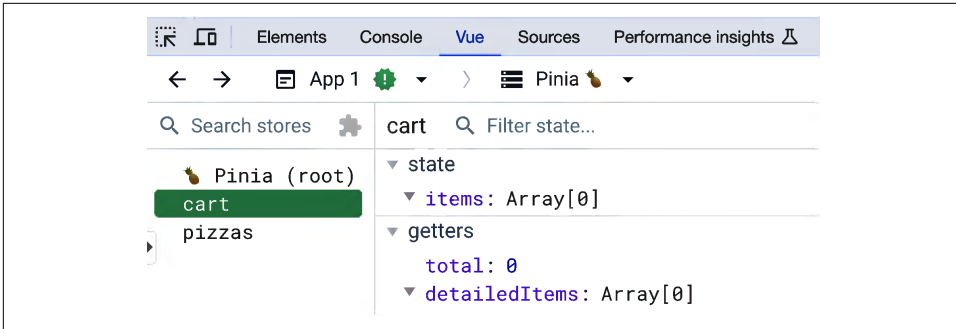 Elements Console Vue Sources Performance insights
App 1 Pinia
Search stores
cart Filter state...
Pinia (root)
cart
pizzas
state
items: Array[0]
getters
total: 0
detailedItems: Array[0]